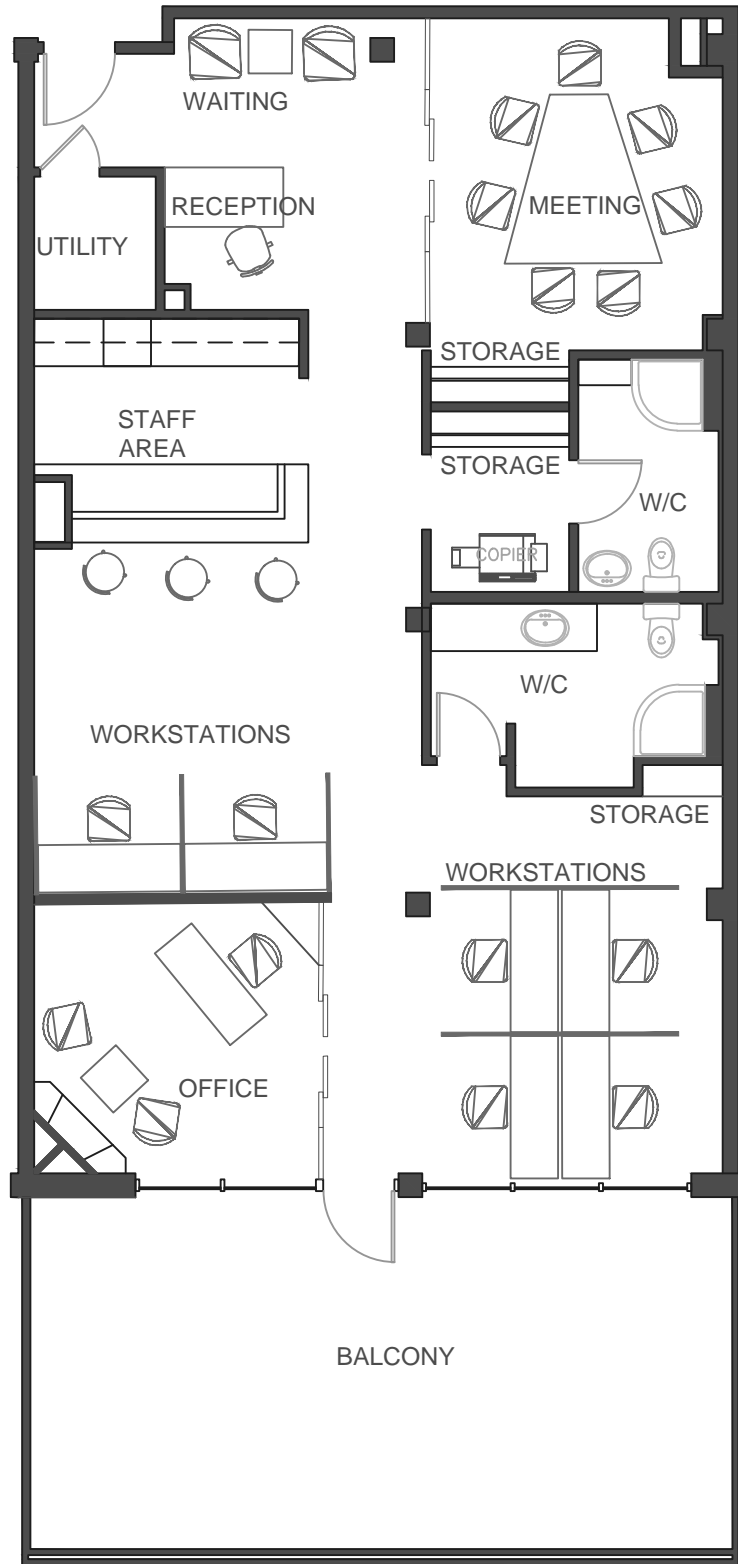 WAITING
RECEPTION
MEETING
UTILITY
STORAGE
STAFF
AREA
STORAGE
W/C
COPIER
W/C
WORKSTATIONS
STORAGE
WORKSTATIONS
OFFICE
BALCONY